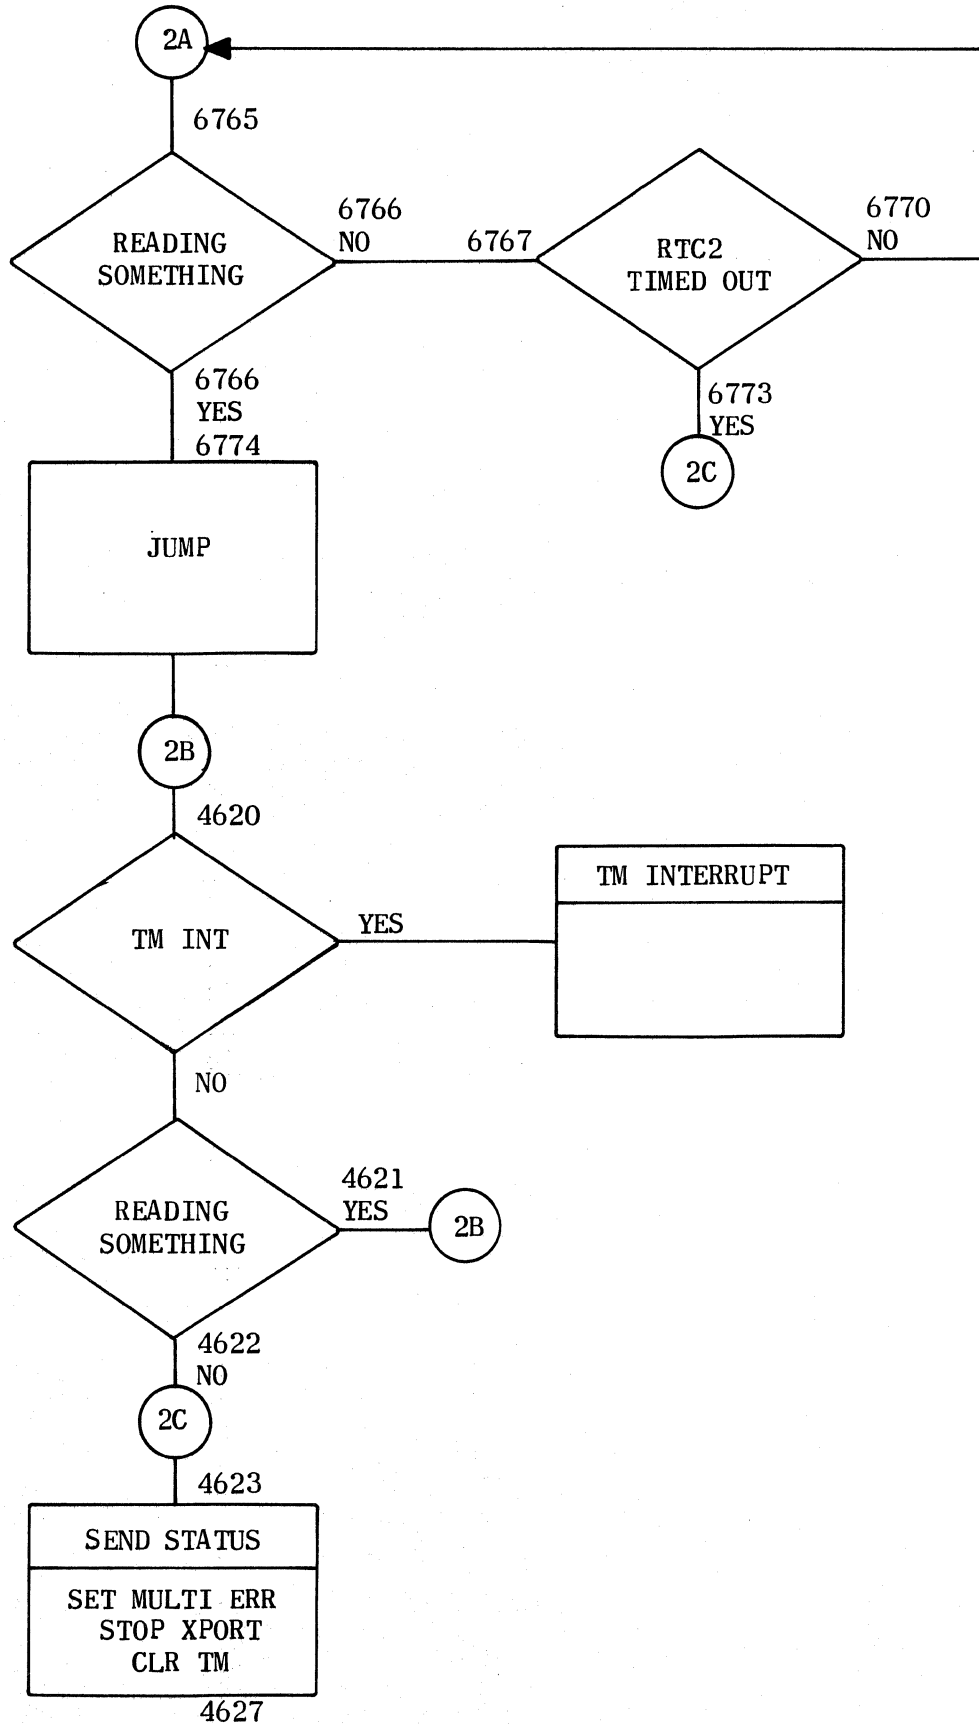 2A
6765
READING
SOMETHING
6766
NO
6767
RTC2
TIMED OUT
6770
NO
6766
YES
6774
6773
YES
2C
JUMP
2B
4620
TM INT
YES
TM INTERRUPT
NO
READING
SOMETHING
4621
YES
2B
4622
NO
2C
4623
SEND STATUS
SET MULTI ERR
STOP XPORT
CLR TM
4627